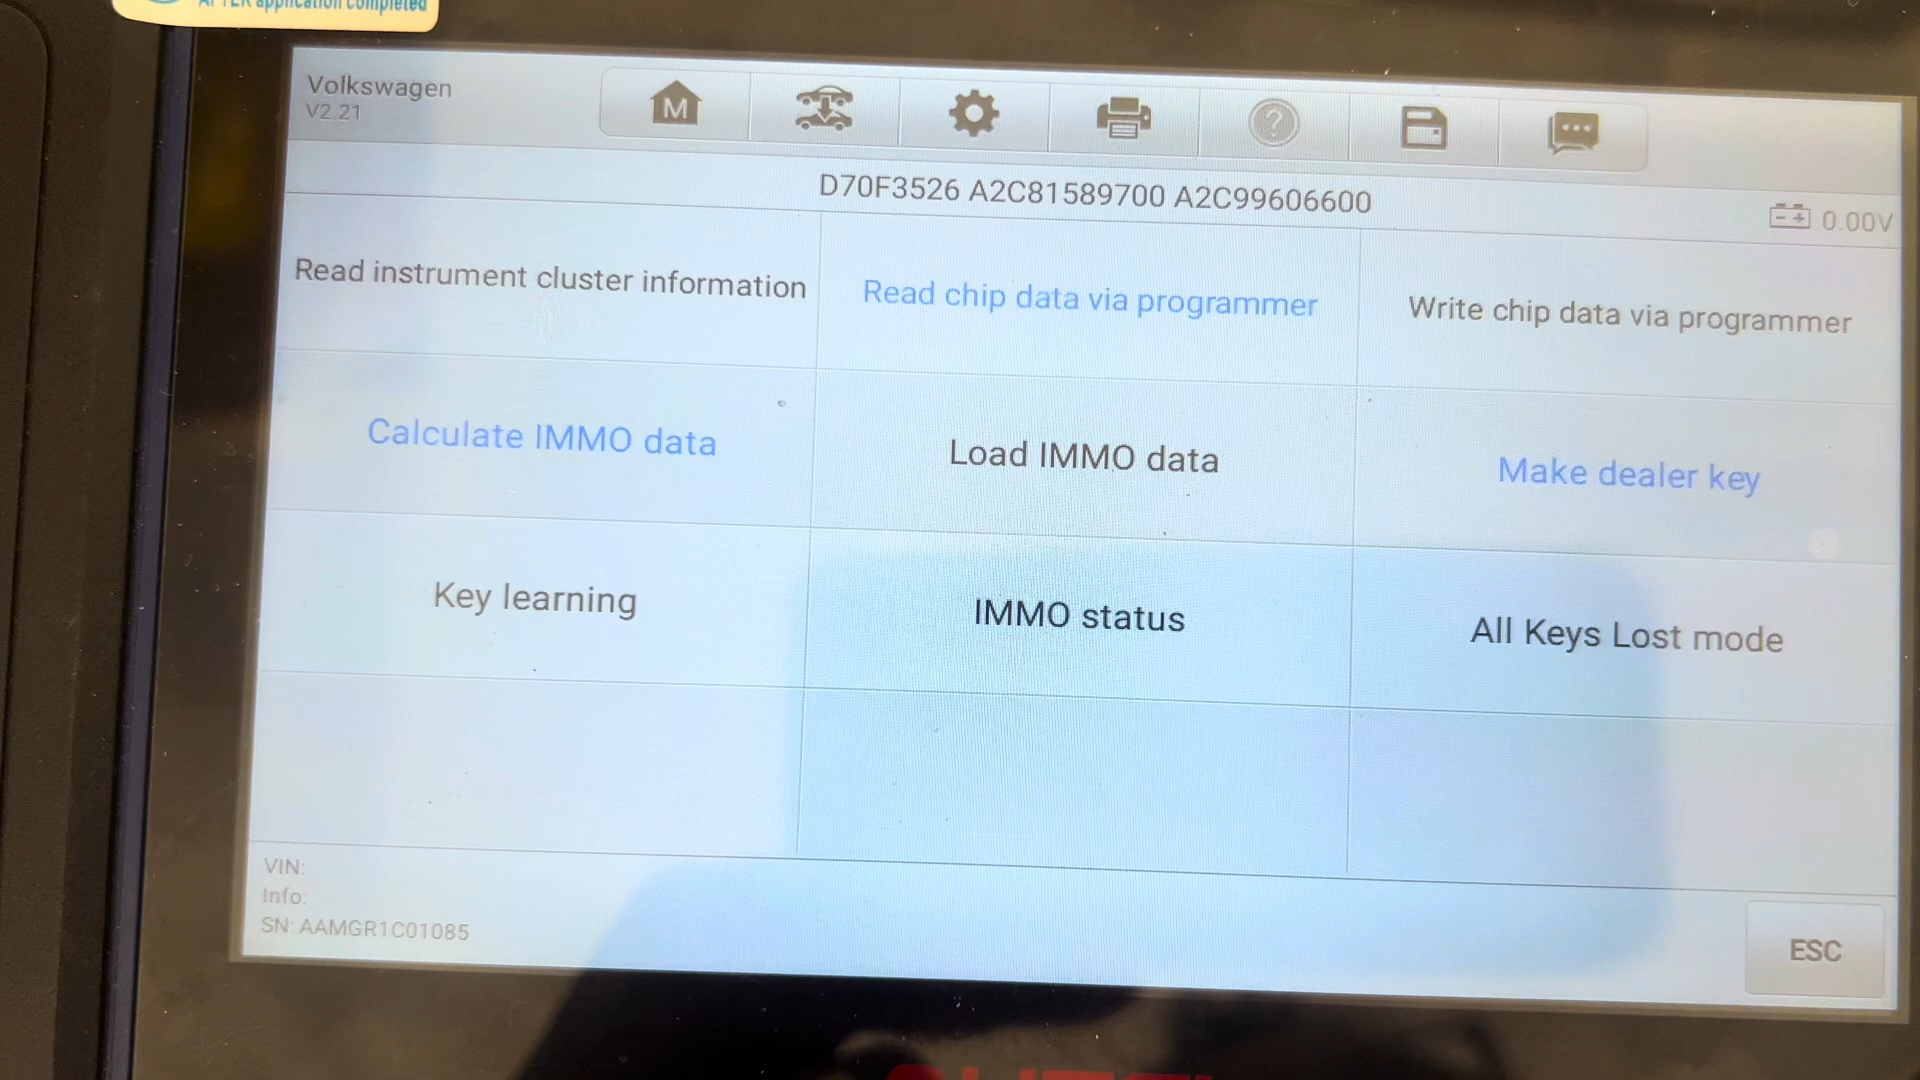 application completed
Volkswagen
V2.21
M
?
D70F3526 A2C81589700 A2C99606600
0.00V
Read instrument cluster information
Read chip data via programmer
Write chip data via programmer
Calculate IMMO data
Load IMMO data
Make dealer key
Key learning
IMMO status
All Keys Lost mode
VIN:
Info:
SN: AAMGR1C01085
ESC